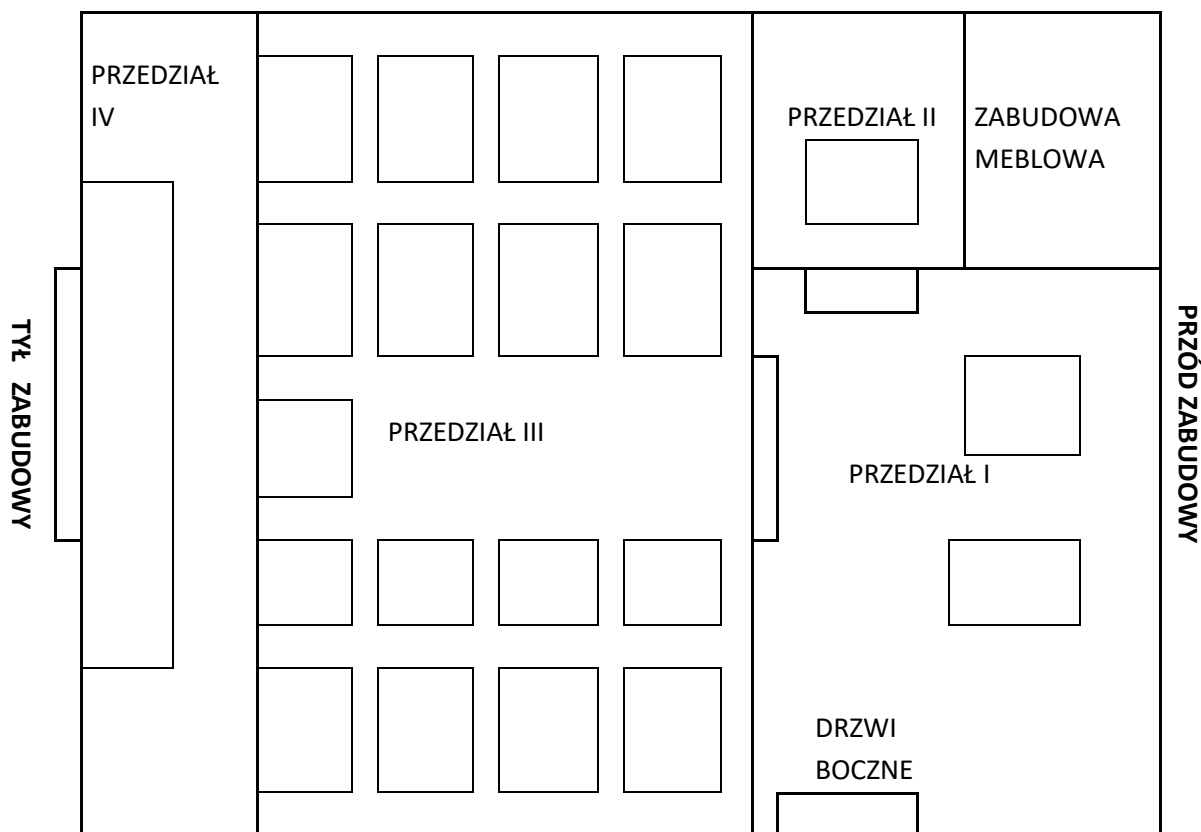 PRZEDZIAŁ
IV
PRZEDZIAŁ II
ZABUDOWA
MEBLOWA
TYŁ ZABUDOWY
PRZEDZIAŁ III
PRZEDZIAŁ I
PRZÓD ZABUDOWY
DRZWI
BOCZNE